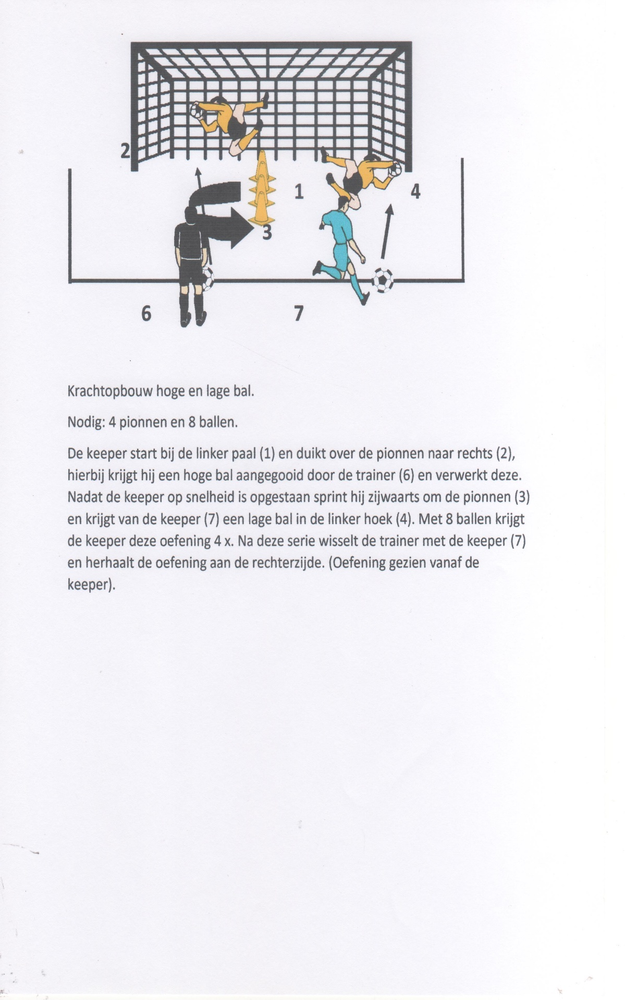 2
1
4
3
6
7
Krachtopbouw hoge en lage bal.
Nodig: 4 pionnen en 8 ballen.
De keeper start bij de linker paal (1) en duikt over de pionnen naar rechts (2),
hierbij krijgt hij een hoge bal aangegooid door de trainer (6) en verwerkt deze.
Nadat de keeper op snelheid is opgestaan sprint hij zijwaarts om de pionnen (3)
en krijgt van de keeper (7) een lage bal in de linker hoek (4). Met 8 ballen krijgt
de keeper deze oefening 4 x. Na deze serie wisselt de trainer met de keeper (7)
en herhaalt de oefening aan de rechterzijde. (Oefening gezien vanaf de
keeper).